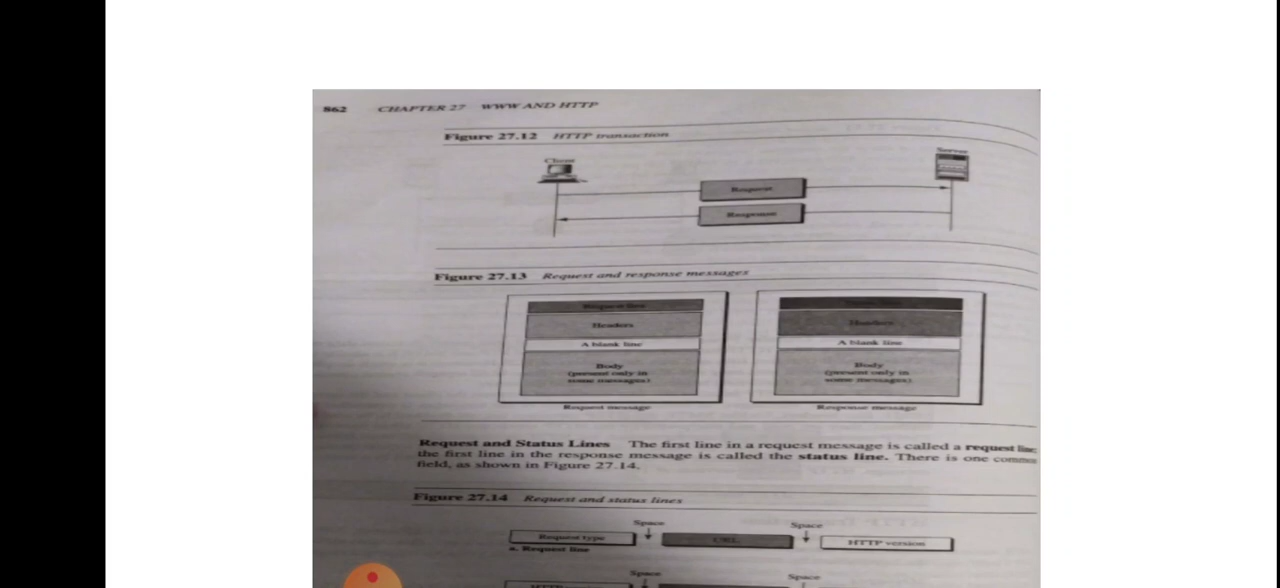 862 CHAPTER 27 WWW AND HTTP
Figure 27.12 HTTP transaction
Client
Server
Request
Response
Figure 27.13 Request and response messages
Request line
Headers
A blank line
Body
(present only in
some messages)
Request message
Headers
A blank line
Body
(present only in
some messages)
Response message
Request and Status Lines The first line in a request message is called a request line;
the first line in the response message is called the status line. There is one common
field, as shown in Figure 27.14.
Figure 27.14 Request and status lines
Space
Space
Request type
URL
HTTP version
a. Request line
Space
Space